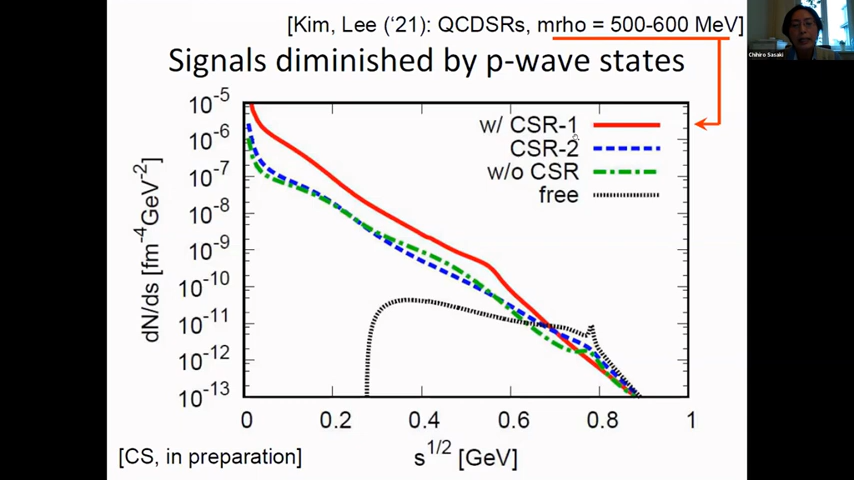 [Kim, Lee (‘21): QCDSRs, mrho = 500-600 MeV]
Signals diminished by p-wave states
Chihiro Sasaki
10^-5
10^-6
10^-7
10^-8
10^-9
10^-10
10^-11
10^-12
10^-13
dN/ds [fm^-4 GeV^-2]
w/ CSR-1
CSR-2
w/o CSR
free
0 0.2 0.4 0.6 0.8 1
s^1/2 [GeV]
[CS, in preparation]